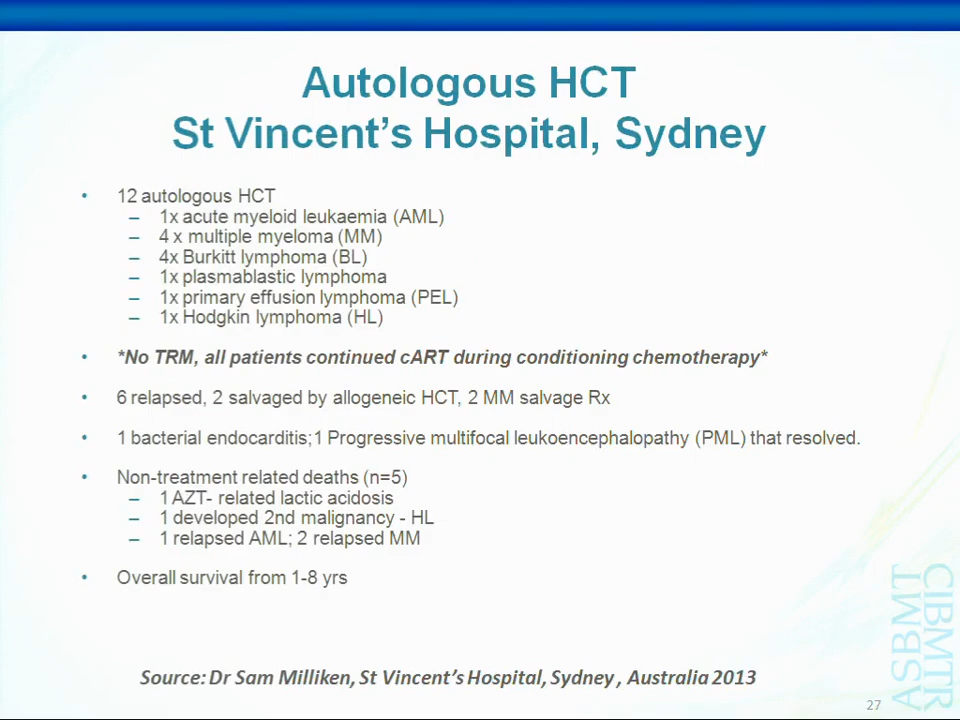 Autologous HCT
St Vincent's Hospital, Sydney
• 12 autologous HCT
– 1x acute myeloid leukaemia (AML)
– 4 x multiple myeloma (MM)
– 4x Burkitt lymphoma (BL)
– 1x plasmablastic lymphoma
– 1x primary effusion lymphoma (PEL)
– 1x Hodgkin lymphoma (HL)
• *No TRM, all patients continued cART during conditioning chemotherapy*
• 6 relapsed, 2 salvaged by allogeneic HCT, 2 MM salvage Rx
• 1 bacterial endocarditis;1 Progressive multifocal leukoencephalopathy (PML) that resolved.
• Non-treatment related deaths (n=5)
– 1 AZT- related lactic acidosis
– 1 developed 2nd malignancy - HL
– 1 relapsed AML; 2 relapsed MM
• Overall survival from 1-8 yrs
Source: Dr Sam Milliken, St Vincent's Hospital, Sydney , Australia 2013
ASBMT
CIBMTR
27